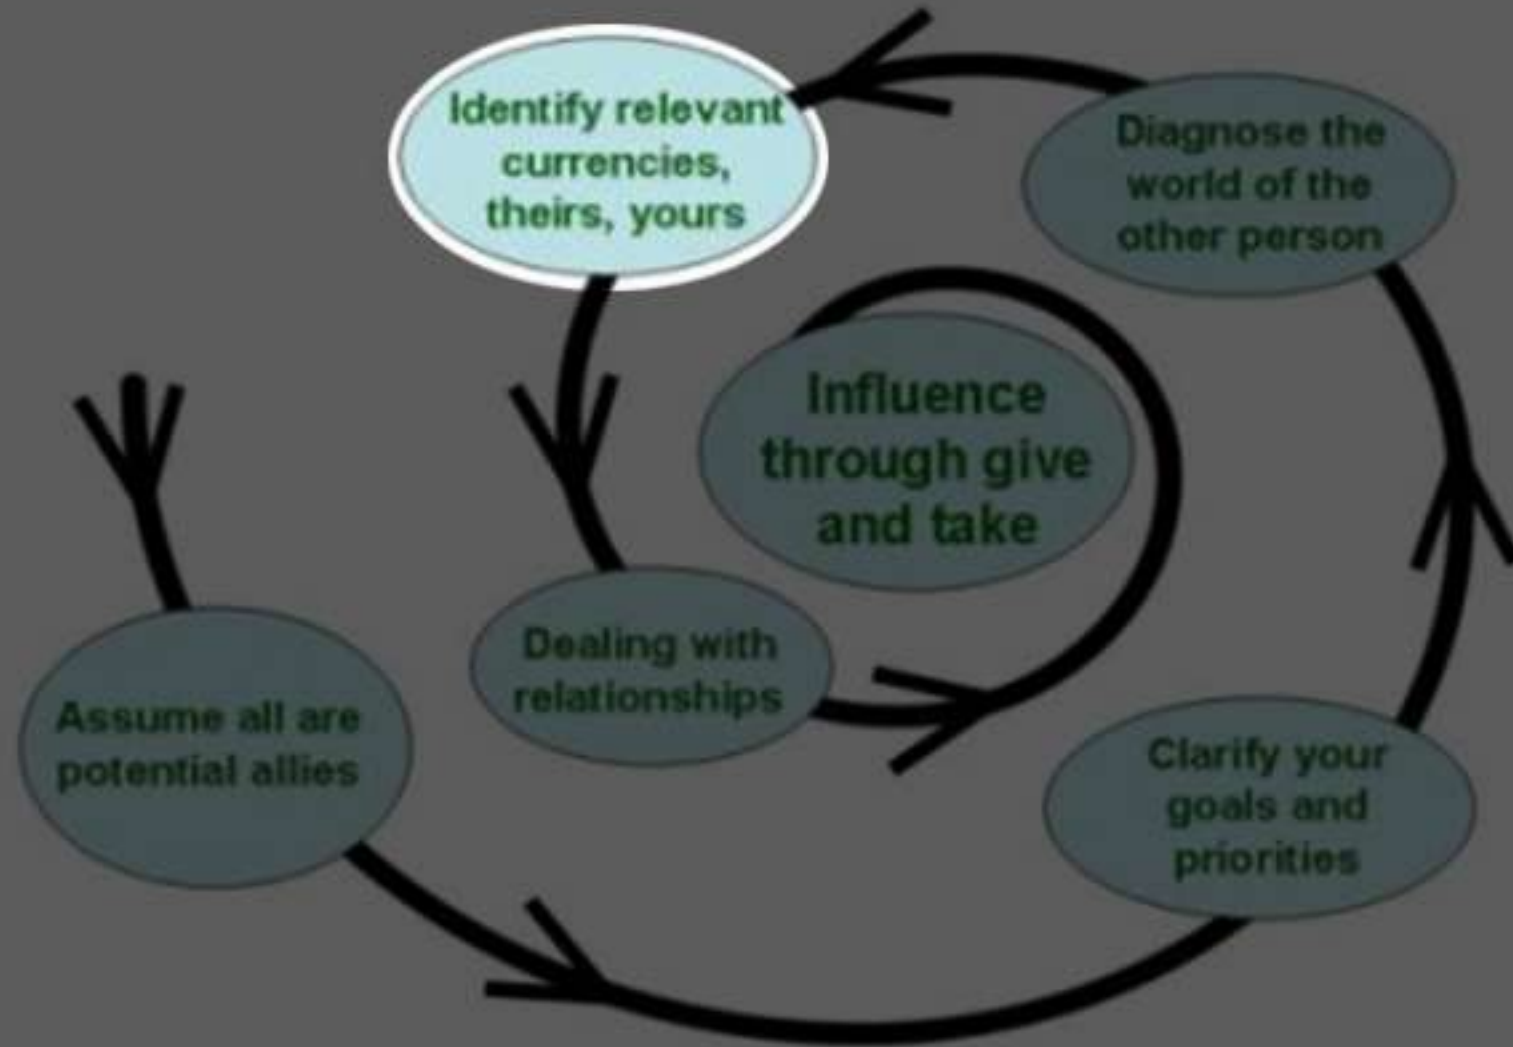 Identify relevant
currencies,
theirs, yours
Diagnose the
world of the
other person
Influence
through give
and take
Dealing with
relationships
Assume all are
potential allies
Clarify your
goals and
priorities